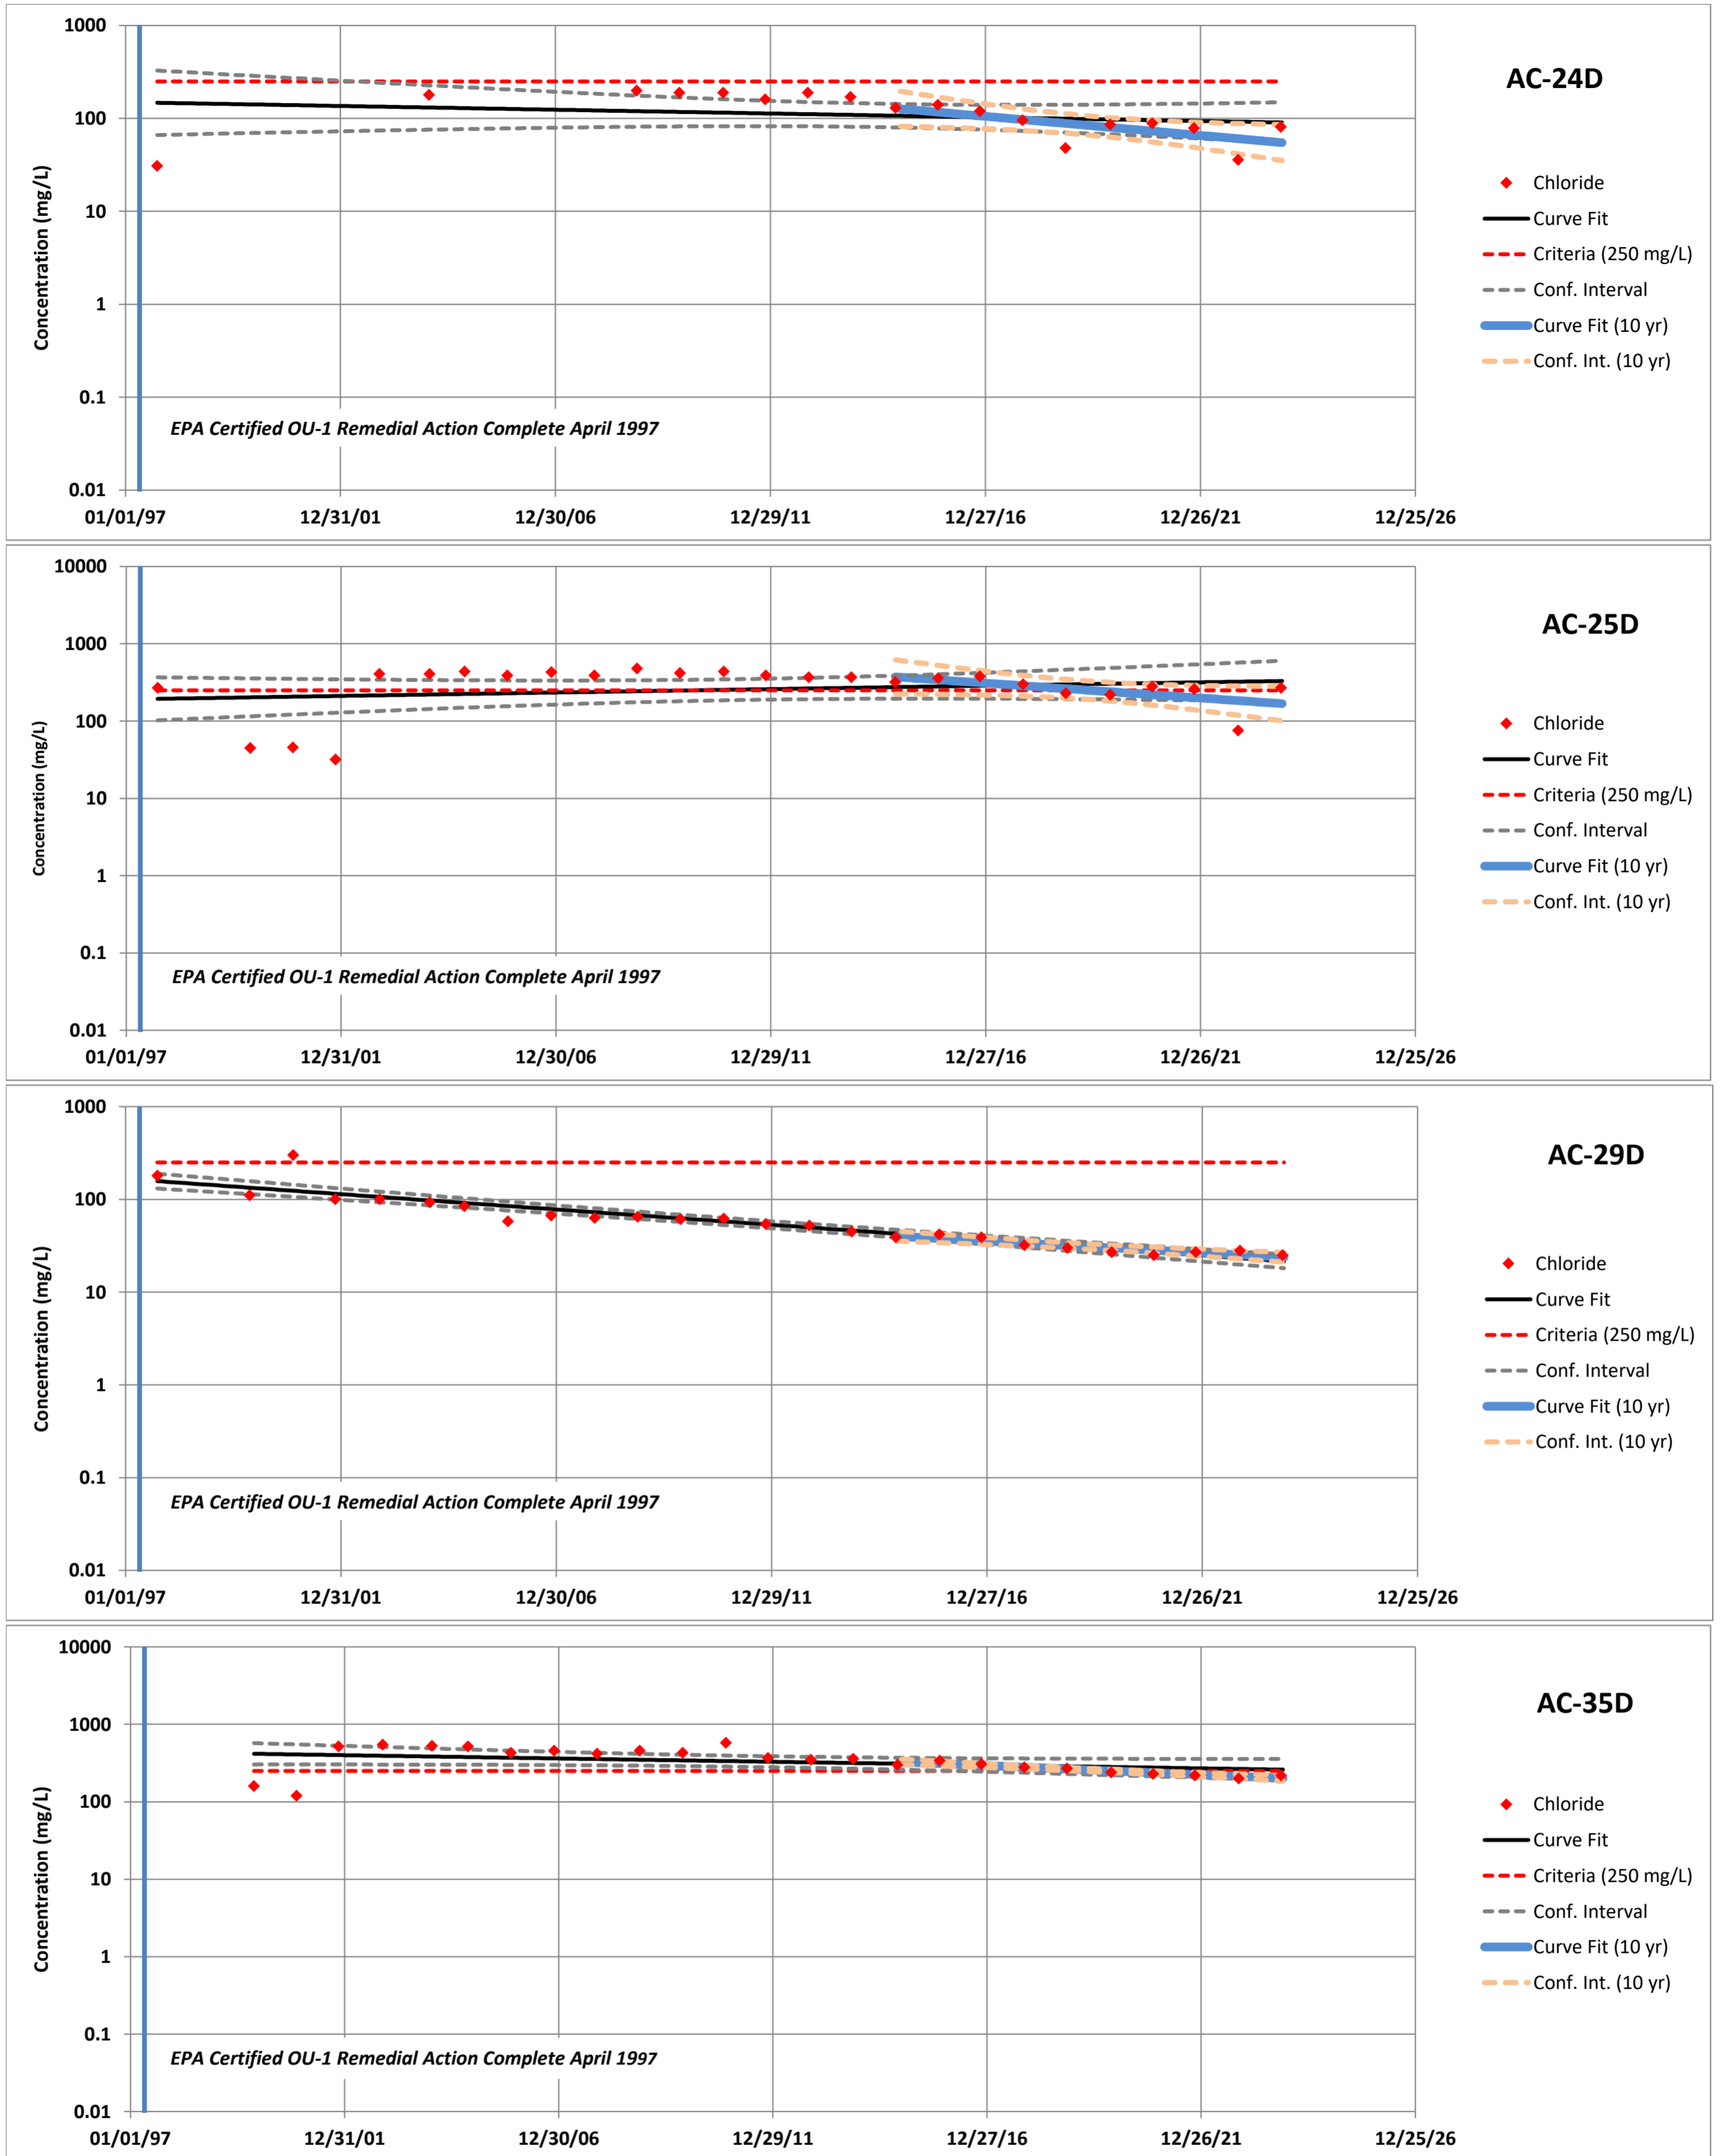 AC-24D
Concentration (mg/L)
1000
100
10
1
0.1
0.01
EPA Certified OU-1 Remedial Action Complete April 1997
01/01/97 12/31/01 12/30/06 12/29/11 12/27/16 12/26/21 12/25/26
Chloride
Curve Fit
Criteria (250 mg/L)
Conf. Interval
Curve Fit (10 yr)
Conf. Int. (10 yr)
AC-25D
Concentration (mg/L)
10000
1000
100
10
1
0.1
0.01
EPA Certified OU-1 Remedial Action Complete April 1997
01/01/97 12/31/01 12/30/06 12/29/11 12/27/16 12/26/21 12/25/26
Chloride
Curve Fit
Criteria (250 mg/L)
Conf. Interval
Curve Fit (10 yr)
Conf. Int. (10 yr)
AC-29D
Concentration (mg/L)
1000
100
10
1
0.1
0.01
EPA Certified OU-1 Remedial Action Complete April 1997
01/01/97 12/31/01 12/30/06 12/29/11 12/27/16 12/26/21 12/25/26
Chloride
Curve Fit
Criteria (250 mg/L)
Conf. Interval
Curve Fit (10 yr)
Conf. Int. (10 yr)
AC-35D
Concentration (mg/L)
10000
1000
100
10
1
0.1
0.01
EPA Certified OU-1 Remedial Action Complete April 1997
01/01/97 12/31/01 12/30/06 12/29/11 12/27/16 12/26/21 12/25/26
Chloride
Curve Fit
Criteria (250 mg/L)
Conf. Interval
Curve Fit (10 yr)
Conf. Int. (10 yr)